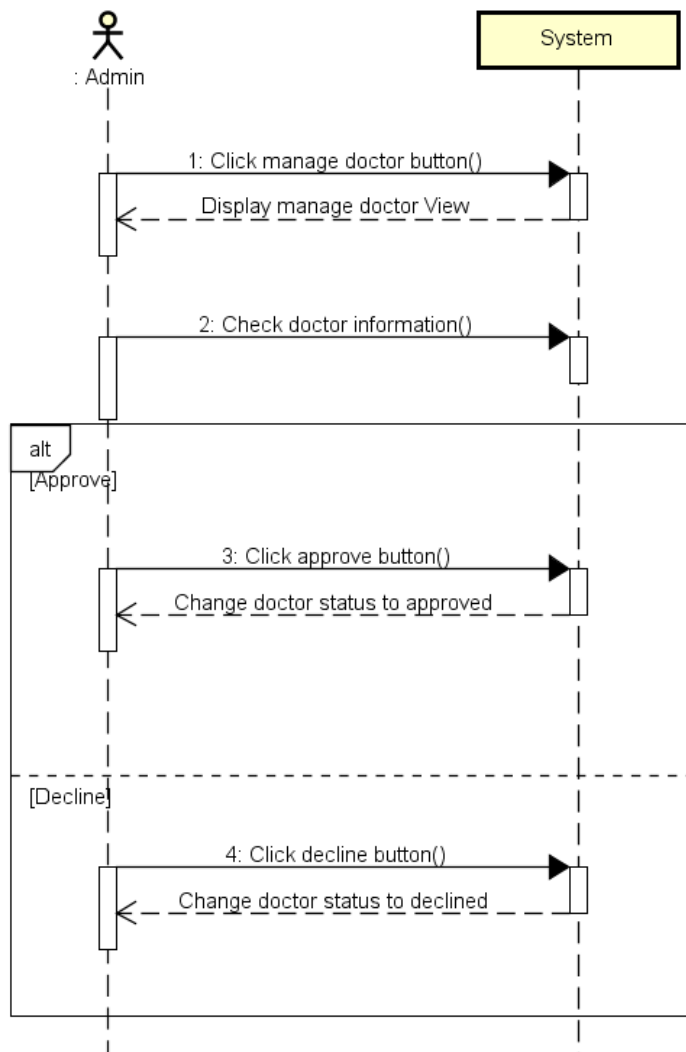 : Admin
System
1: Click manage doctor button()
Display manage doctor View
2: Check doctor information()
alt
[Approve]
3: Click approve button()
Change doctor status to approved
[Decline]
4: Click decline button()
Change doctor status to declined